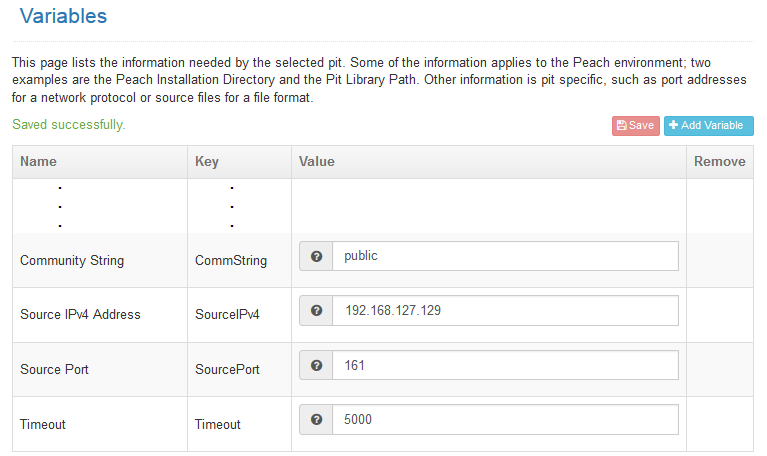 Variables
This page lists the information needed by the selected pit. Some of the information applies to the Peach environment; two
examples are the Peach Installation Directory and the Pit Library Path. Other information is pit specific, such as port addresses
for a network protocol or source files for a file format.
Saved successfully.
Save + Add Variable
Name Key Value Remove
. .
. .
. .
Community String CommString ? public
Source IPv4 Address SourceIPv4 ? 192.168.127.129
Source Port SourcePort ? 161
Timeout Timeout ? 5000